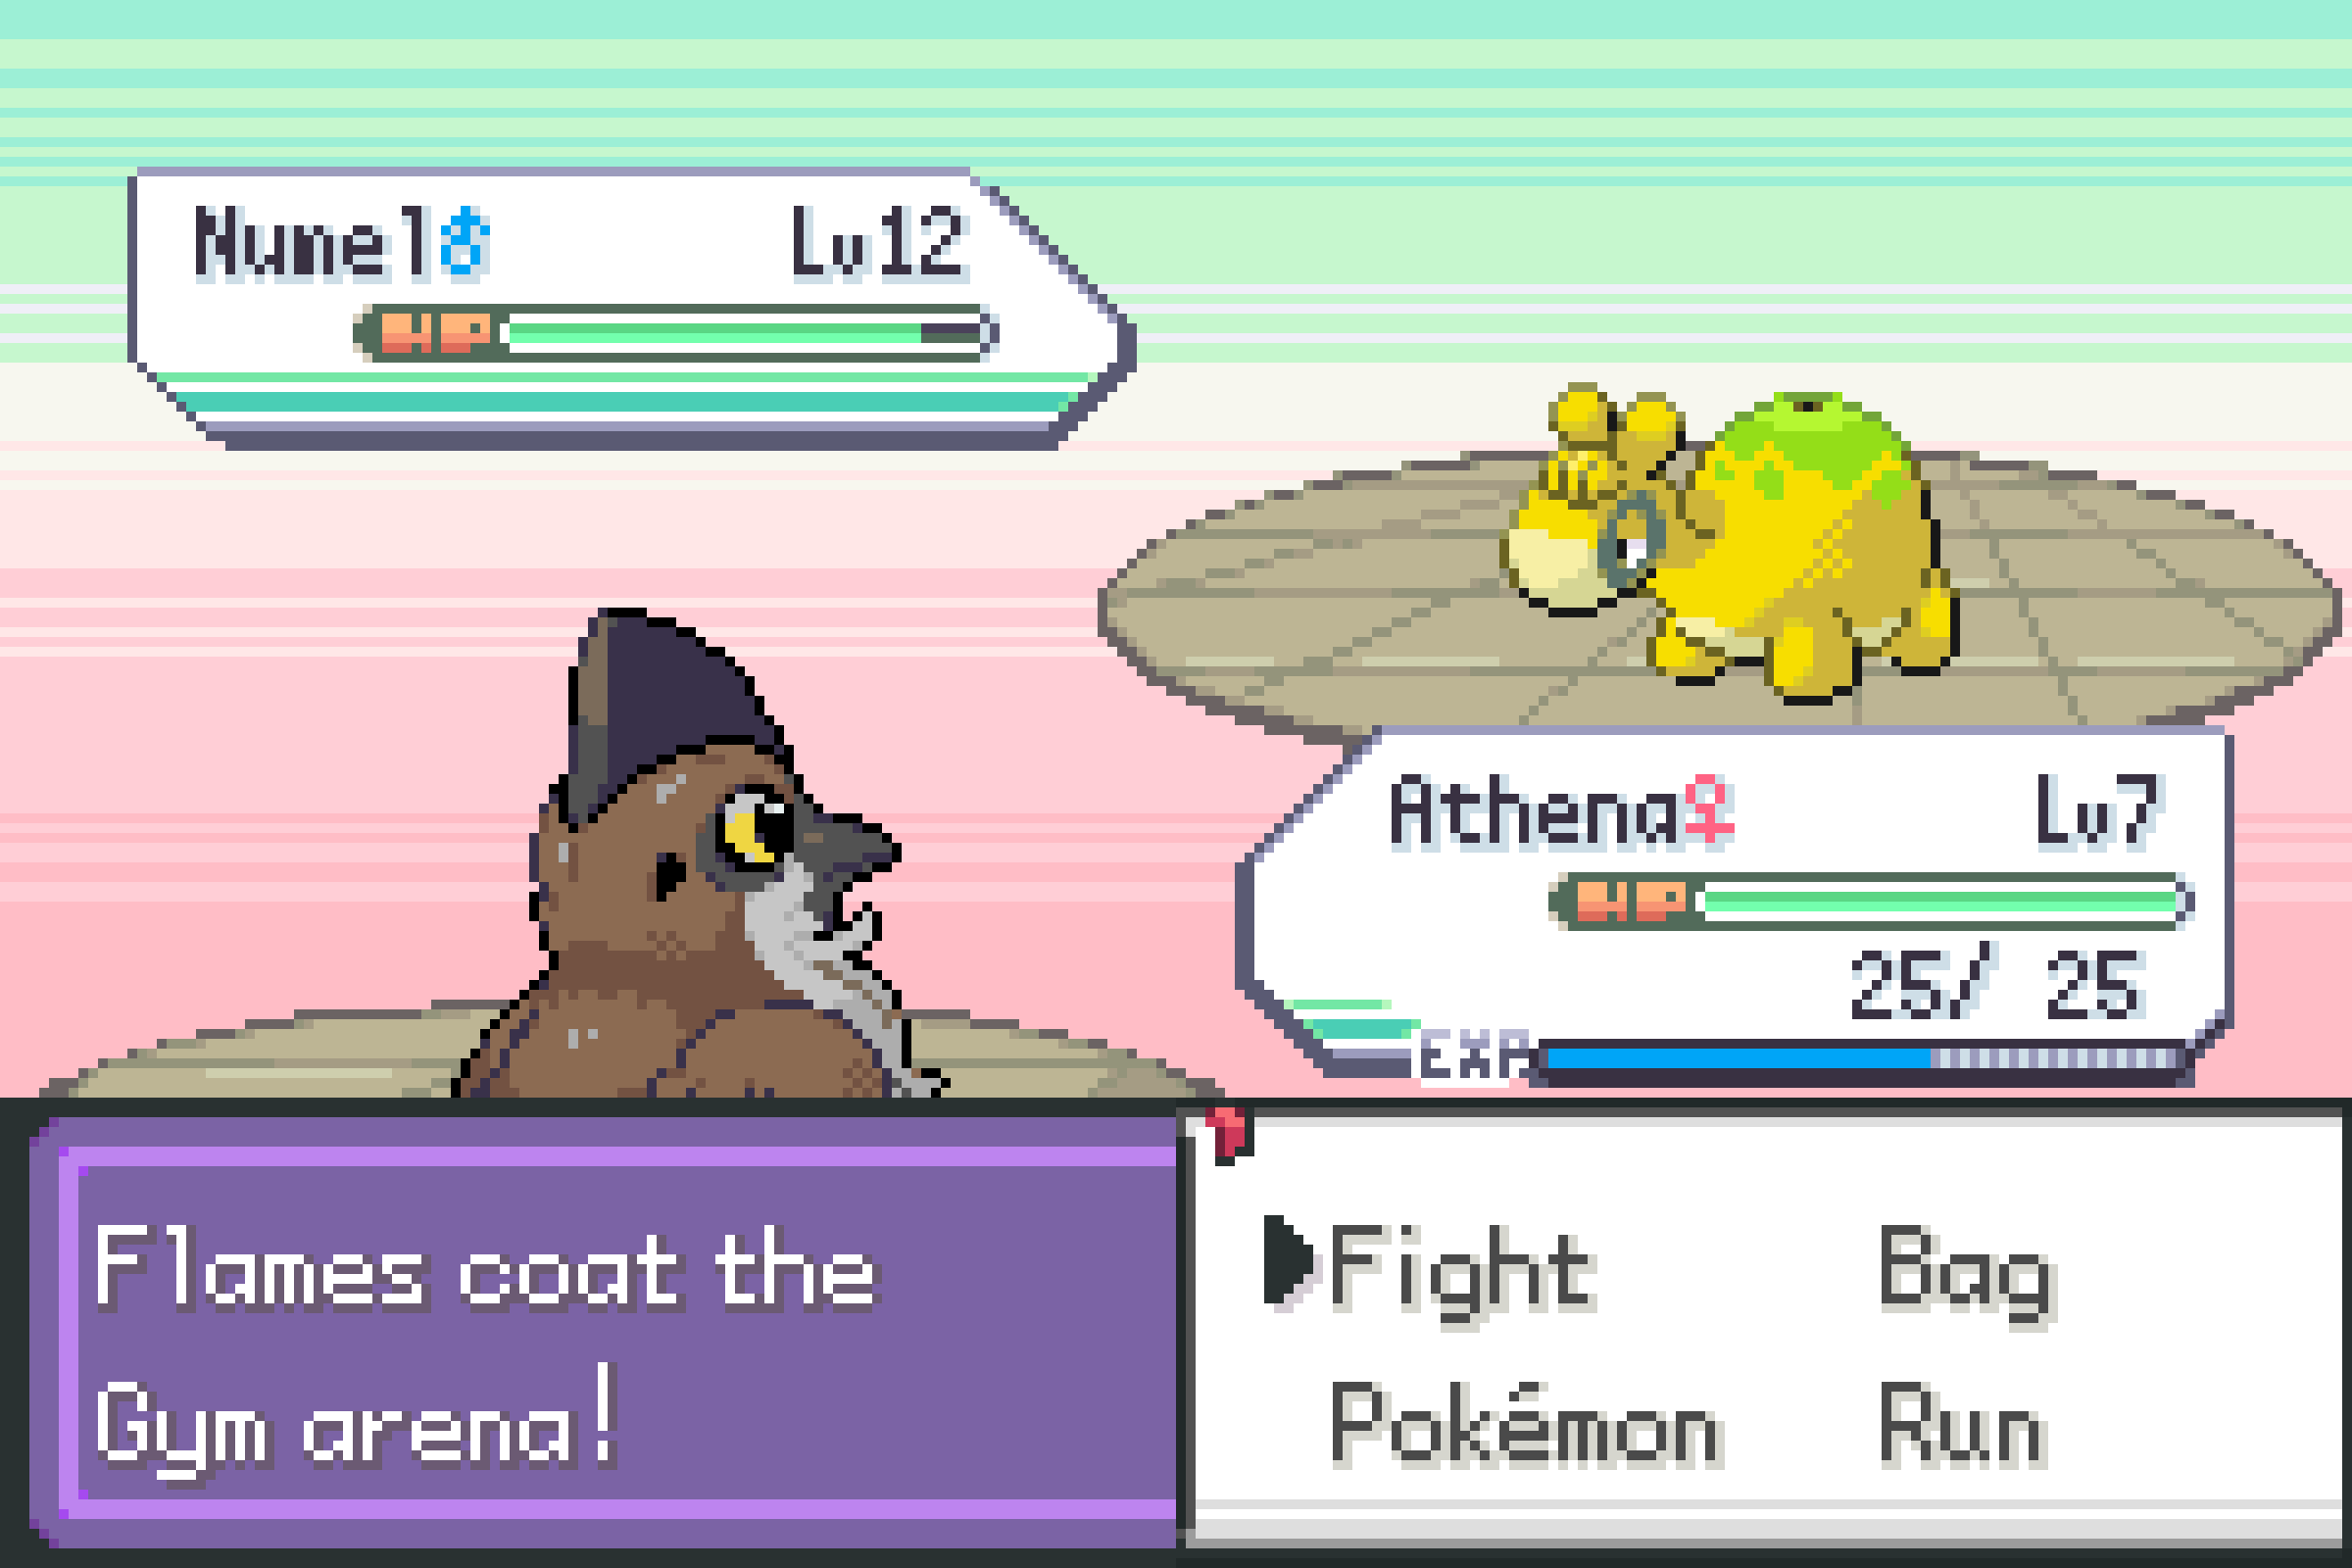 Numel♂ Lv12
HP
Athena♀ Lv7
HP
25/ 25
EXP
Flames coat the
Gym arena!
Fight Bag
Pokémon Run